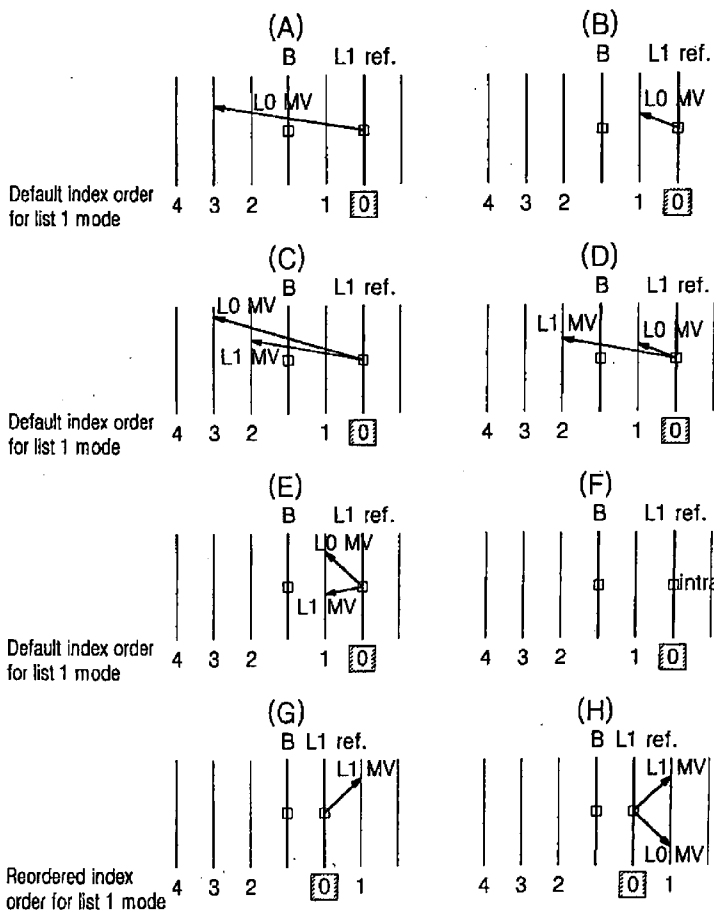 (A) (B)
B L1 ref. B L1 ref.
L0 MV L0 MV
Default index order
for list 1 mode
4 3 2 1 0 4 3 2 1 0
(C) (D)
B L1 ref. B L1 ref.
L0 MV L1 MV L0 MV
L1 MV
Default index order
for list 1 mode
4 3 2 1 0 4 3 2 1 0
(E) (F)
B L1 ref. B L1 ref.
L0 MV
L1 MV intra
Default index order
for list 1 mode
4 3 2 1 0 4 3 2 1 0
(G) (H)
B L1 ref. B L1 ref.
L1 MV L1 MV
L0 MV
Reordered index
order for list 1 mode
4 3 2 0 1 4 3 2 0 1